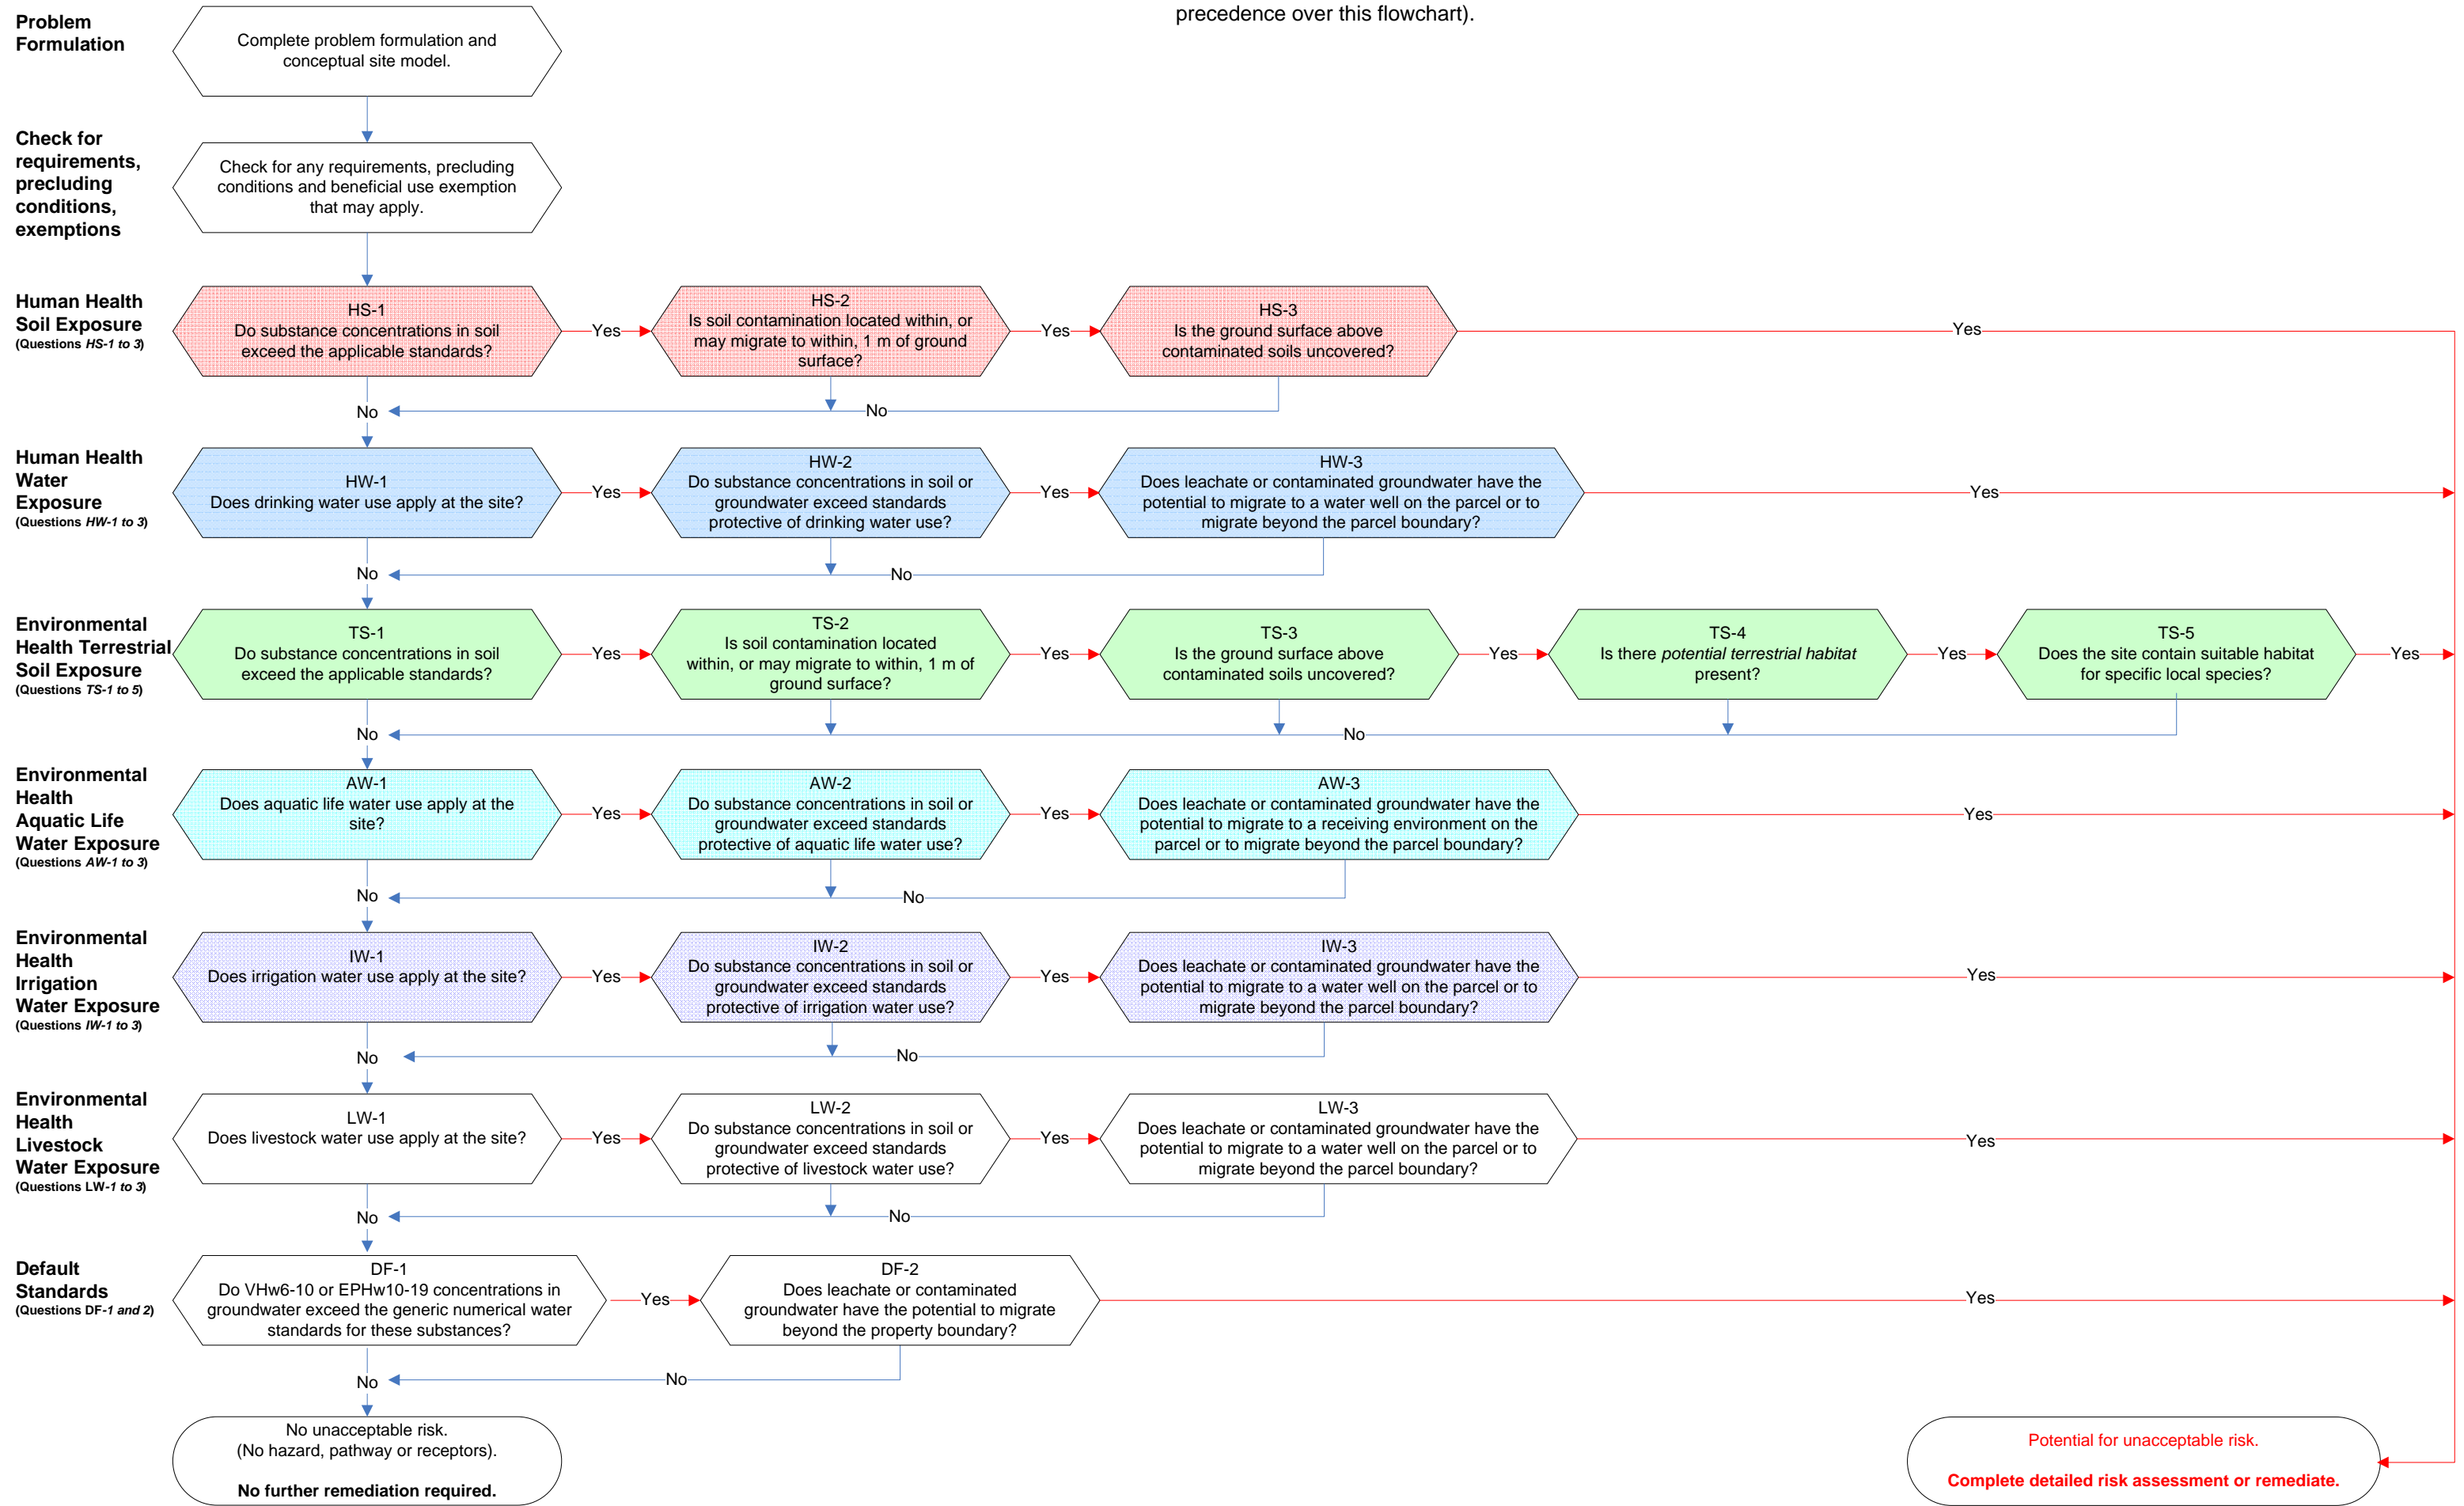 precedence over this flowchart).
Problem
Formulation
Complete problem formulation and
conceptual site model.
Check for
requirements,
precluding
conditions,
exemptions
Check for any requirements, precluding
conditions and beneficial use exemption
that may apply.
Human Health
Soil Exposure
(Questions HS-1 to 3)
HS-1
Do substance concentrations in soil
exceed the applicable standards?
Yes
HS-2
Is soil contamination located within, or
may migrate to within, 1 m of ground
surface?
Yes
HS-3
Is the ground surface above
contaminated soils uncovered?
Yes
No
No
Human Health
Water
Exposure
(Questions HW-1 to 3)
HW-1
Does drinking water use apply at the site?
Yes
HW-2
Do substance concentrations in soil or
groundwater exceed standards
protective of drinking water use?
Yes
HW-3
Does leachate or contaminated groundwater have the
potential to migrate to a water well on the parcel or to
migrate beyond the parcel boundary?
Yes
No
No
Environmental
Health Terrestrial
Soil Exposure
(Questions TS-1 to 5)
TS-1
Do substance concentrations in soil
exceed the applicable standards?
Yes
TS-2
Is soil contamination located
within, or may migrate to within, 1 m of
ground surface?
Yes
TS-3
Is the ground surface above
contaminated soils uncovered?
Yes
TS-4
Is there potential terrestrial habitat
present?
Yes
TS-5
Does the site contain suitable habitat
for specific local species?
Yes
No
No
Environmental
Health
Aquatic Life
Water Exposure
(Questions AW-1 to 3)
AW-1
Does aquatic life water use apply at the
site?
Yes
AW-2
Do substance concentrations in soil or
groundwater exceed standards
protective of aquatic life water use?
Yes
AW-3
Does leachate or contaminated groundwater have the
potential to migrate to a receiving environment on the
parcel or to migrate beyond the parcel boundary?
Yes
No
No
Environmental
Health
Irrigation
Water Exposure
(Questions IW-1 to 3)
IW-1
Does irrigation water use apply at the site?
Yes
IW-2
Do substance concentrations in soil or
groundwater exceed standards
protective of irrigation water use?
Yes
IW-3
Does leachate or contaminated groundwater have the
potential to migrate to a water well on the parcel or to
migrate beyond the parcel boundary?
Yes
No
No
Environmental
Health
Livestock
Water Exposure
(Questions LW-1 to 3)
LW-1
Does livestock water use apply at the site?
Yes
LW-2
Do substance concentrations in soil or
groundwater exceed standards
protective of livestock water use?
Yes
LW-3
Does leachate or contaminated groundwater have the
potential to migrate to a water well on the parcel or to
migrate beyond the parcel boundary?
Yes
No
No
Default
Standards
(Questions DF-1 and 2)
DF-1
Do VHw6-10 or EPHw10-19 concentrations in
groundwater exceed the generic numerical water
standards for these substances?
Yes
DF-2
Does leachate or contaminated
groundwater have the potential to migrate
beyond the property boundary?
Yes
No
No
No unacceptable risk.
(No hazard, pathway or receptors).
No further remediation required.
Potential for unacceptable risk.
Complete detailed risk assessment or remediate.